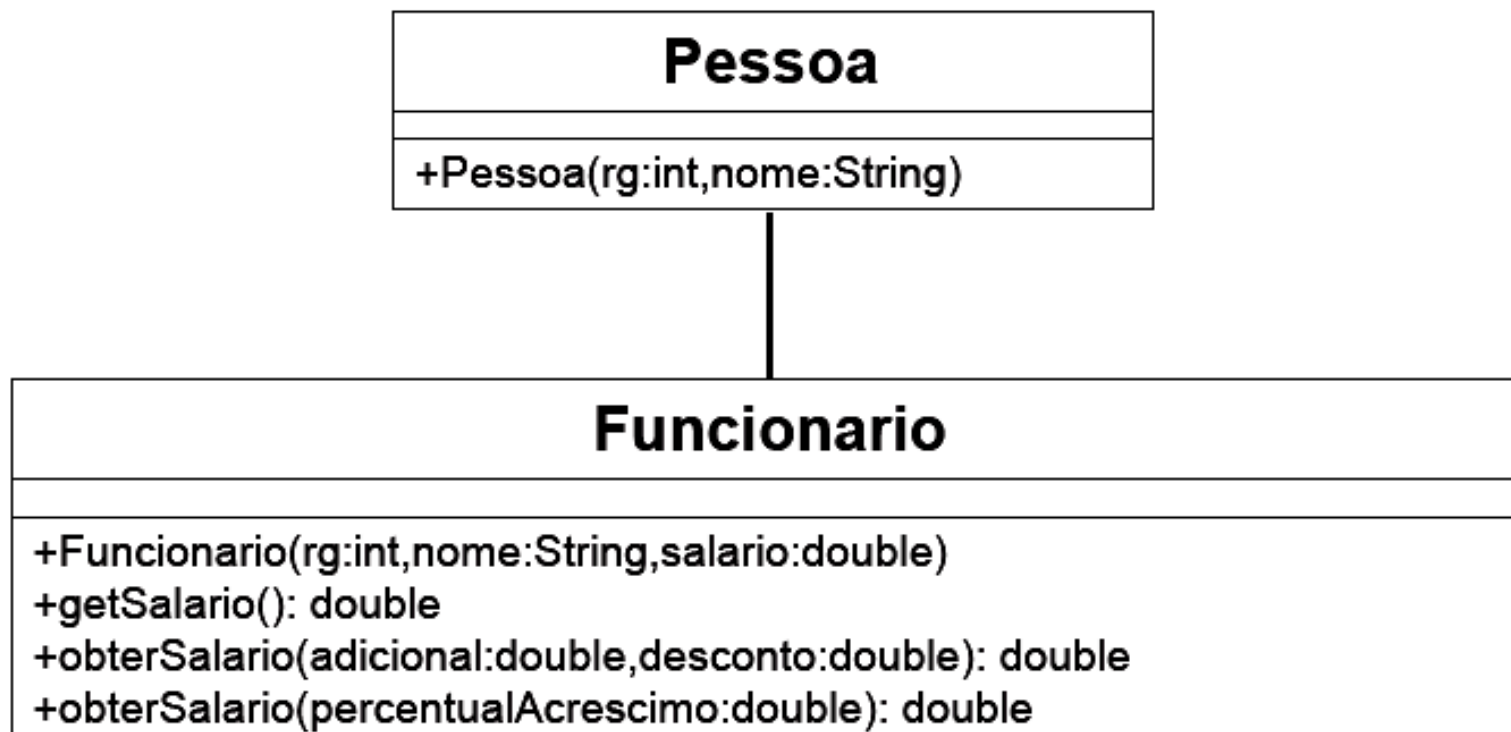 Pessoa
+Pessoa(rg:int,nome:String)
Funcionario
+Funcionario(rg:int,nome:String,salario:double)
+getSalario(): double
+obterSalario(adicional:double,desconto:double): double
+obterSalario(percentualAcrescimo:double): double